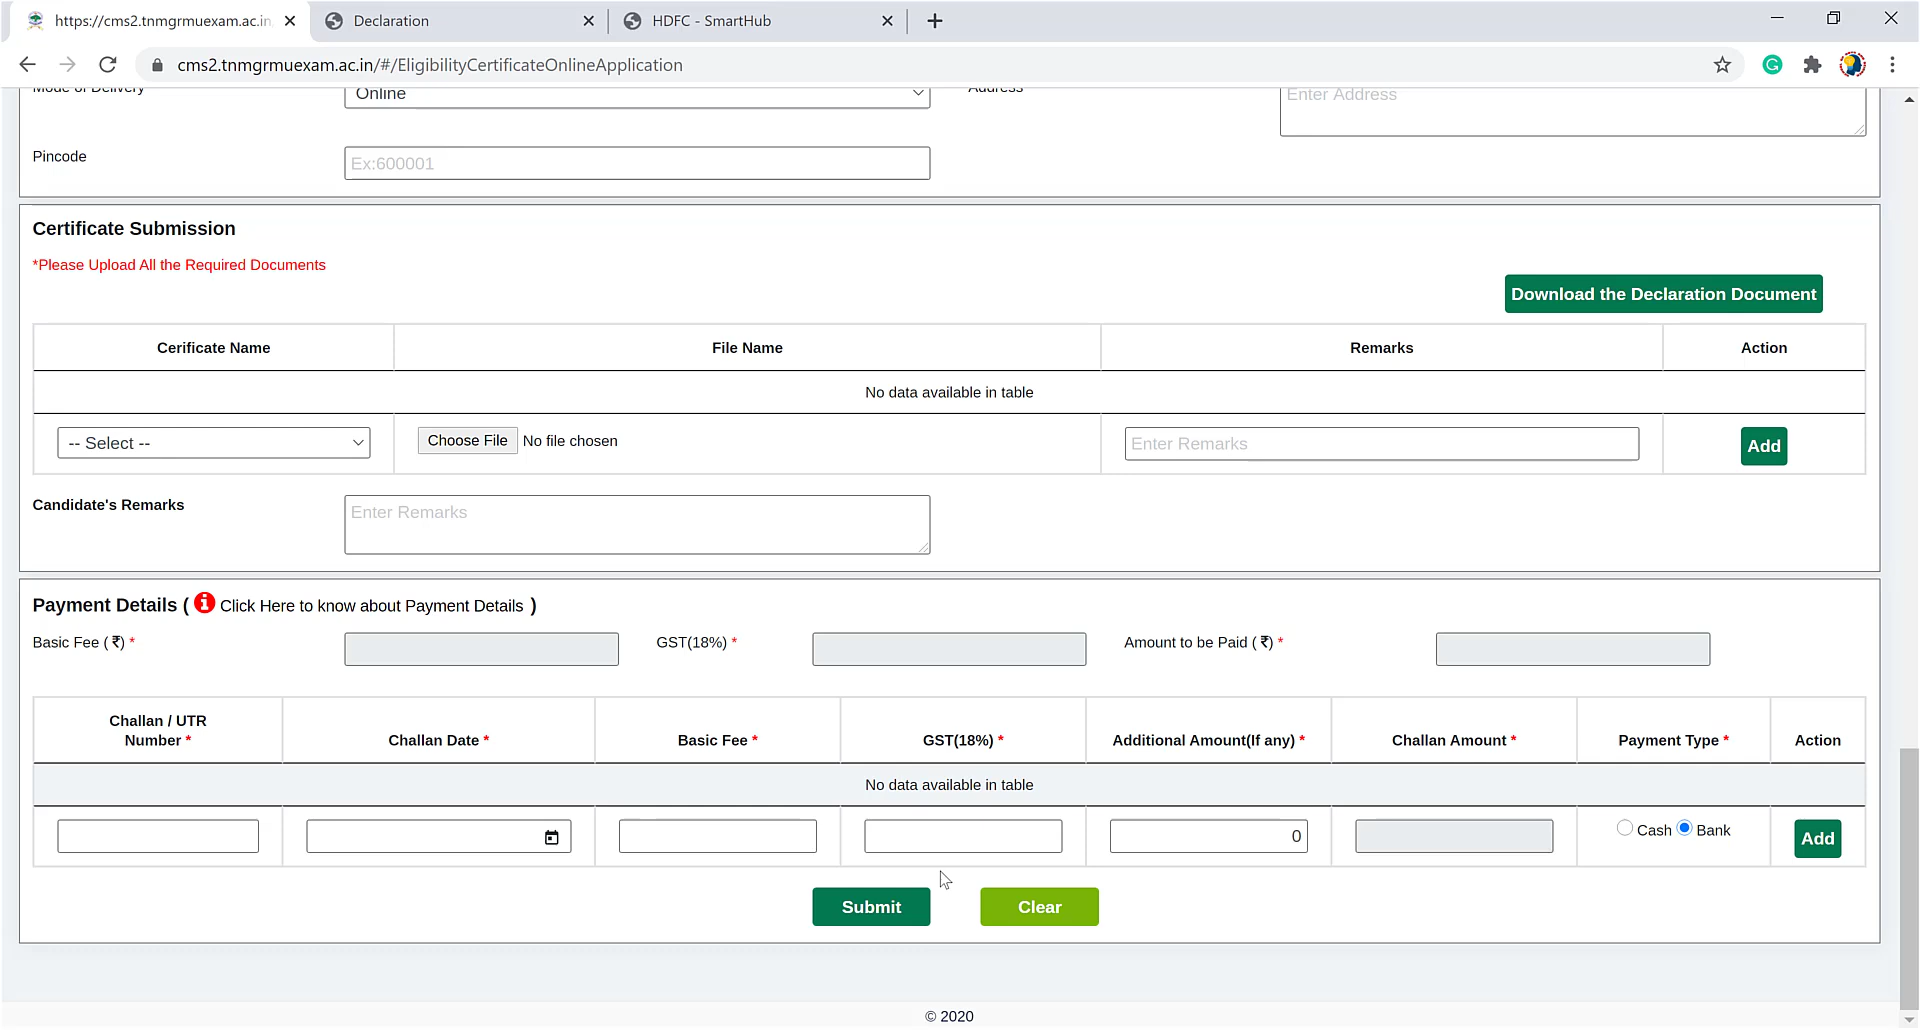 https://cms2.tnmgrmuexam.ac.in
Declaration
HDFC - SmartHub
cms2.tnmgrmuexam.ac.in/#/EligibilityCertificateOnlineApplication
Mode of Delivery
Online
Address
Enter Address
Pincode
Ex:600001
Certificate Submission
*Please Upload All the Required Documents
Download the Declaration Document
Cerificate Name
File Name
Remarks
Action
No data available in table
-- Select --
Choose File No file chosen
Enter Remarks
Add
Candidate's Remarks
Enter Remarks
Payment Details ( Click Here to know about Payment Details )
Basic Fee ( ₹) *
GST(18%) *
Amount to be Paid ( ₹) *
Challan / UTR
Number *
Challan Date *
Basic Fee *
GST(18%) *
Additional Amount(If any) *
Challan Amount *
Payment Type *
Action
No data available in table
0
Cash
Bank
Add
Submit
Clear
© 2020